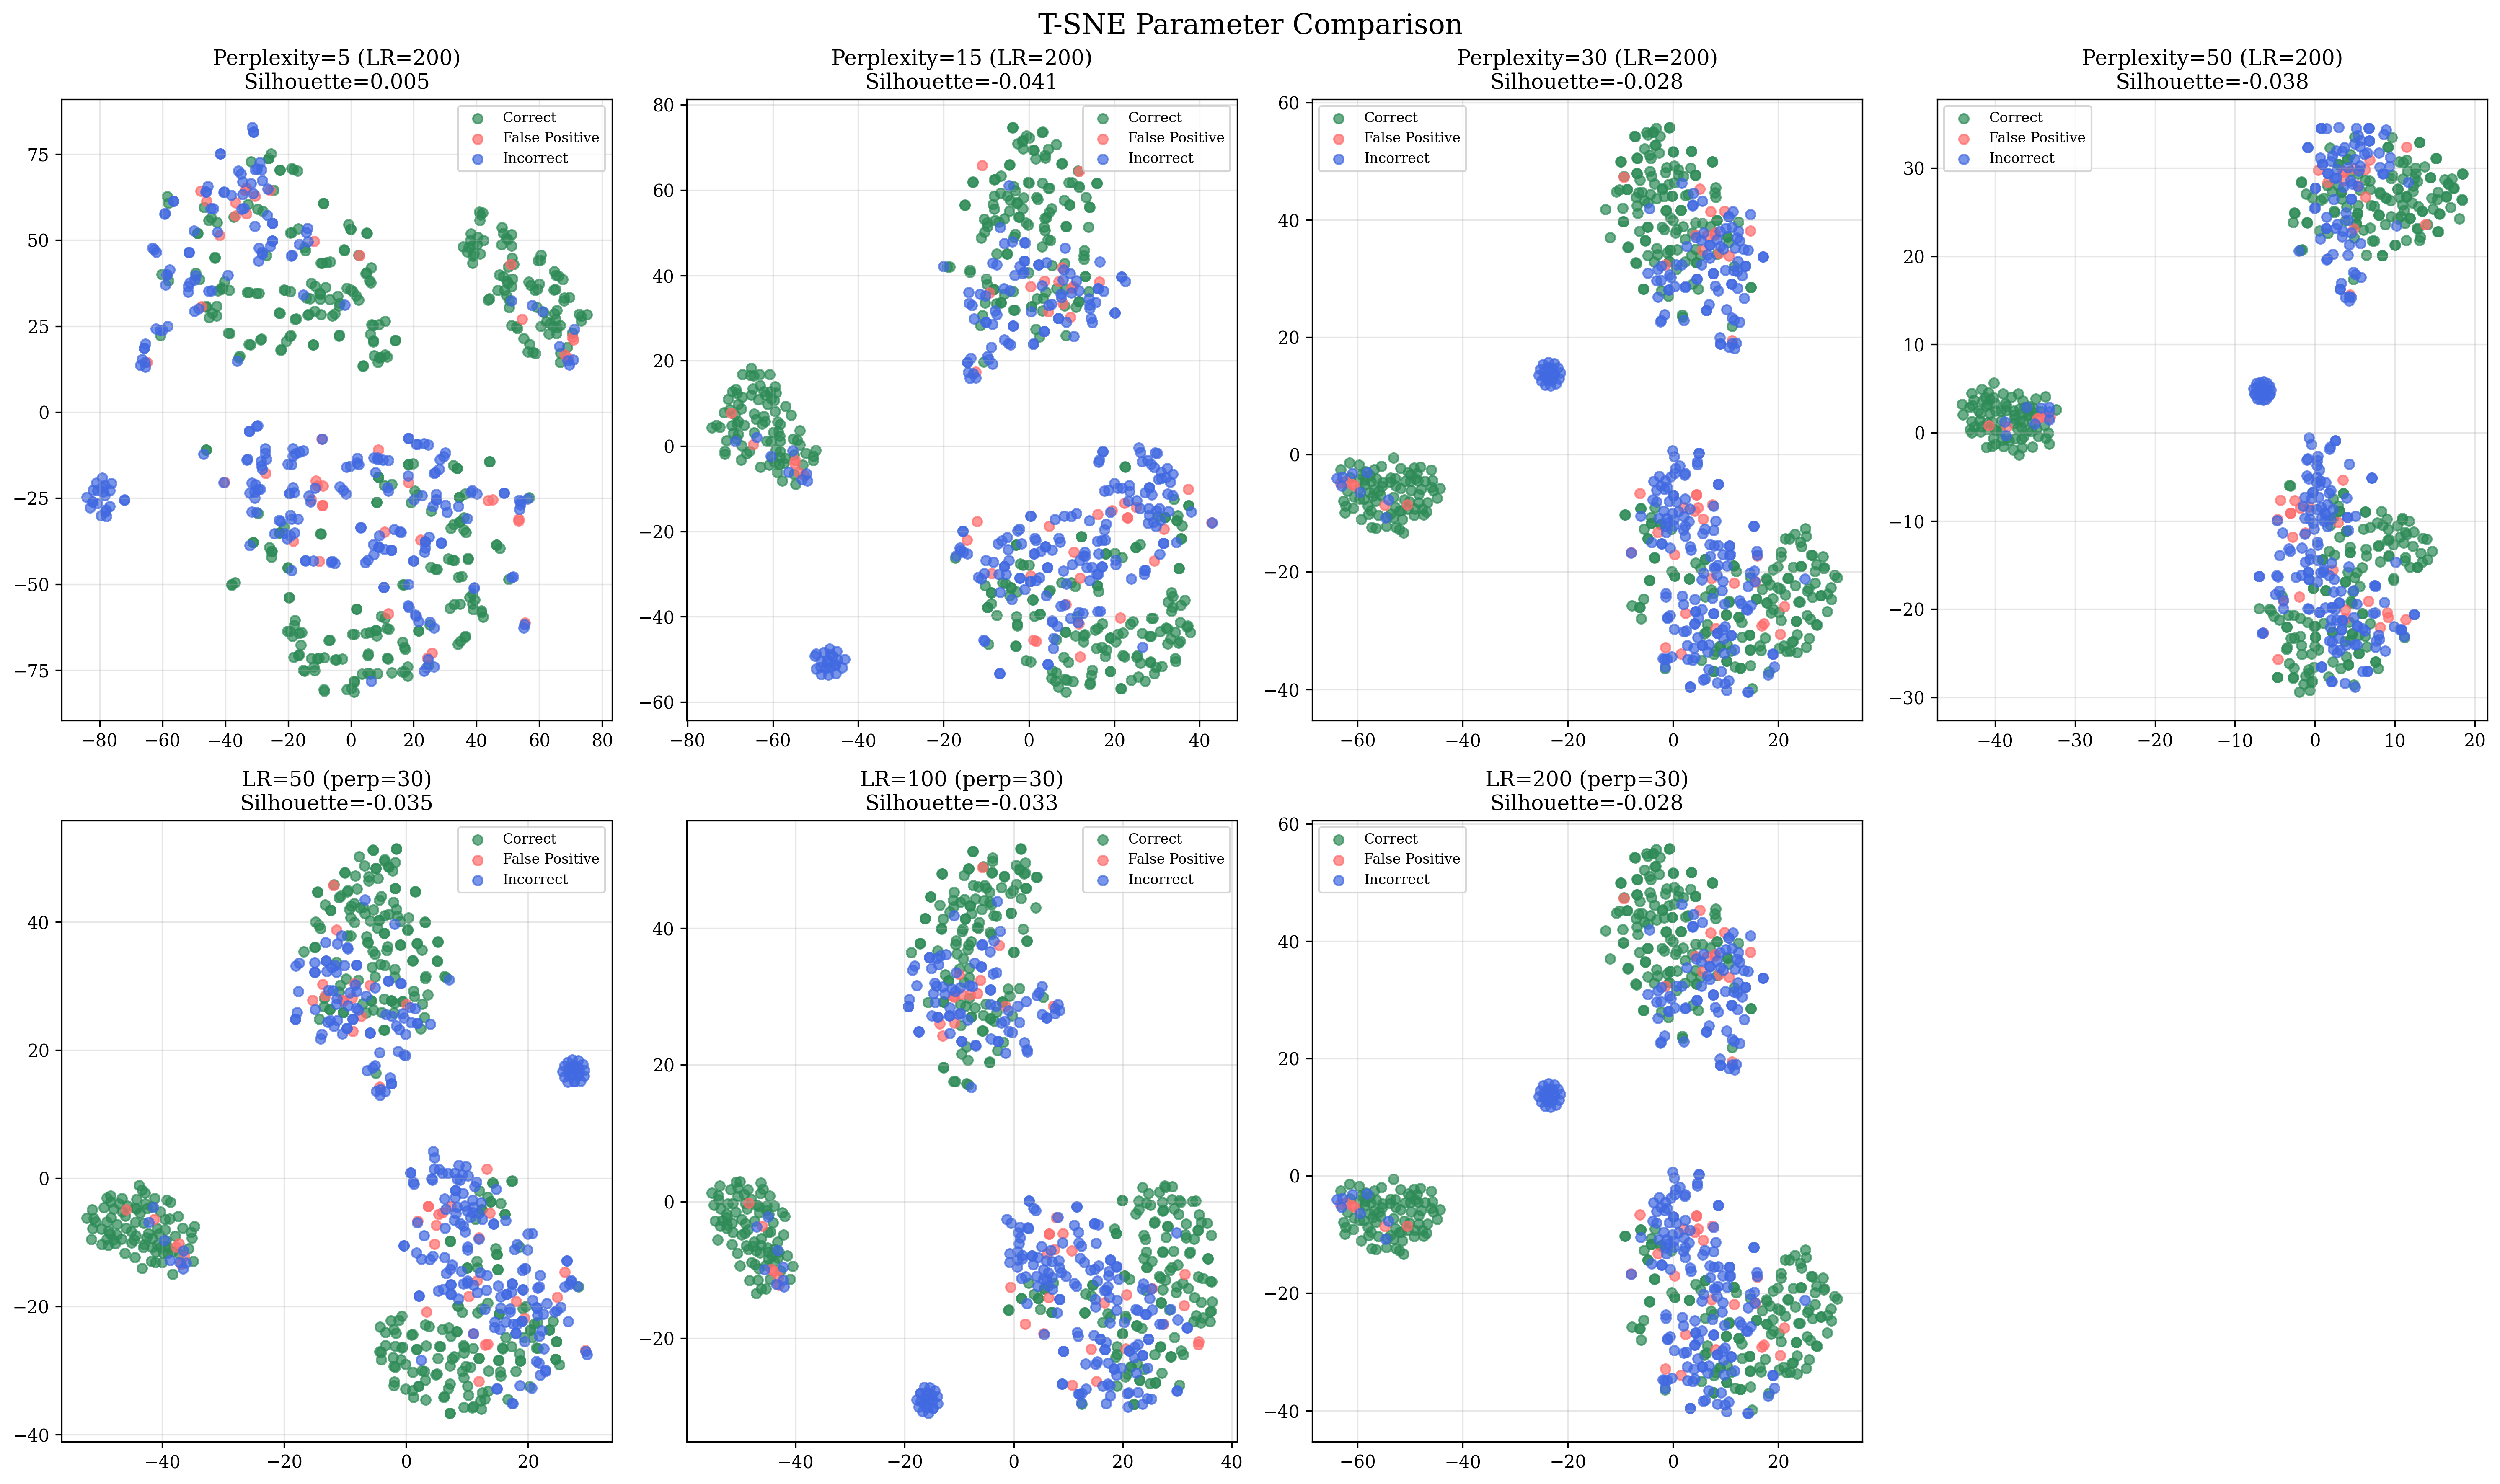 T-SNE Parameter Comparison
Perplexity=5 (LR=200)
Silhouette=0.005
Correct
False Positive
Incorrect
75
50
25
0
−25
−50
−75
−80 −60 −40 −20 0 20 40 60 80
Perplexity=15 (LR=200)
Silhouette=-0.041
Correct
False Positive
Incorrect
80
60
40
20
0
−20
−40
−60
−80 −60 −40 −20 0 20 40
Perplexity=30 (LR=200)
Silhouette=-0.028
Correct
False Positive
Incorrect
60
40
20
0
−20
−40
−60 −40 −20 0 20
Perplexity=50 (LR=200)
Silhouette=-0.038
Correct
False Positive
Incorrect
30
20
10
0
−10
−20
−30
−40 −30 −20 −10 0 10 20
LR=50 (perp=30)
Silhouette=-0.035
Correct
False Positive
Incorrect
40
20
0
−20
−40
−40 −20 0 20
LR=100 (perp=30)
Silhouette=-0.033
Correct
False Positive
Incorrect
40
20
0
−20
−40 −20 0 20 40
LR=200 (perp=30)
Silhouette=-0.028
Correct
False Positive
Incorrect
60
40
20
0
−20
−40
−60 −40 −20 0 20